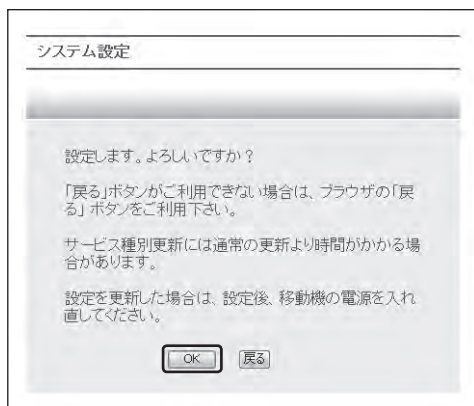 システム設定
設定します。よろしいですか？
「戻る」ボタンがご利用できない場合は、ブラウザの「戻
る」ボタンをご利用下さい。
サービス種別更新には通常の更新より時間がかかる場
合があります。
設定を更新した場合は、設定後、移動機の電源を入れ
直してください。
OK 戻る